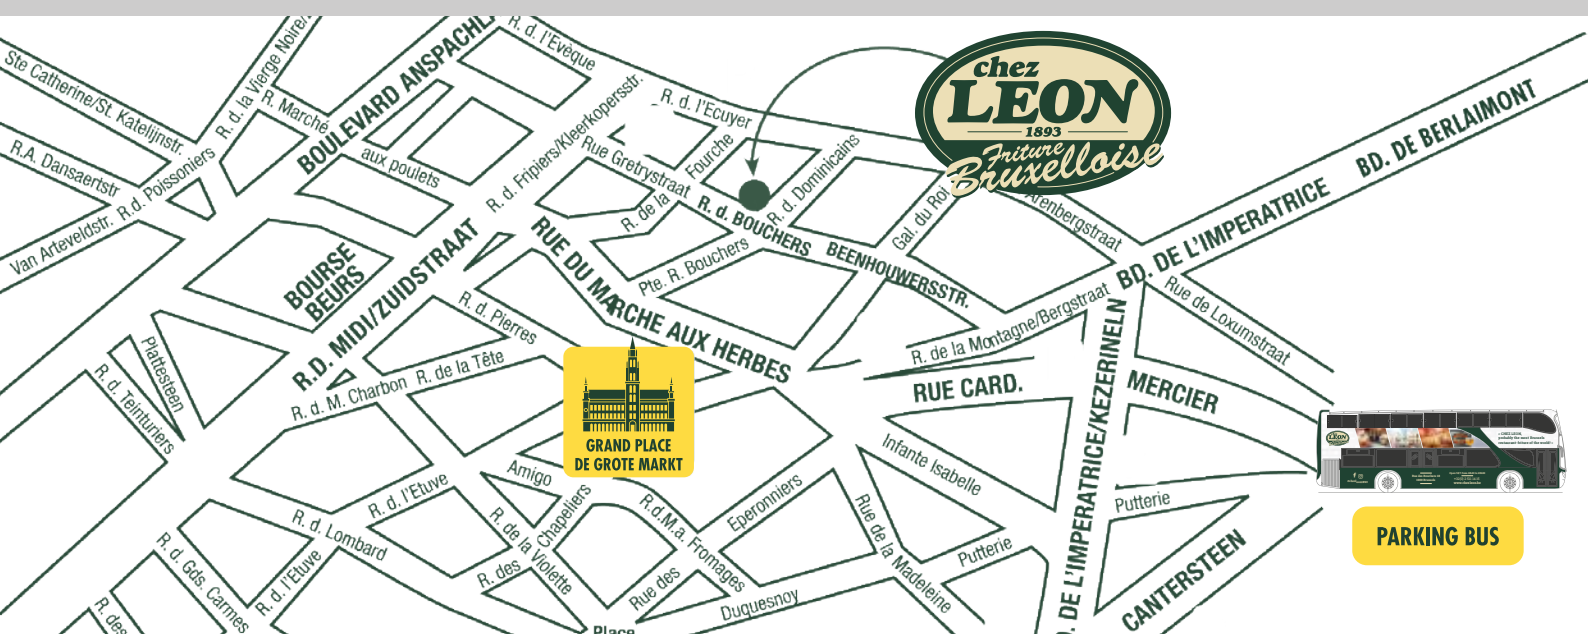 Ste Catherine/St. Katelijnstr.
R. d. la Vierge Noire/
R. Marché
aux poulets
BOULEVARD ANSPACHL
R. d. l'Evèque
R. d. l'Ecuyer
chez
LEON
1893
Friture
Bruxelloise
BD. DE BERLAIMONT
R.A. Dansaertstr
R.d. Poissoniers
Van Arteveldstr.
R. d. Fripiers/Kleerkopersstr.
Rue Gretrystraat
Fourche
R. de la
R. d. Dominicains
R. d. BOUCHERS
BEENHOUWERSSTR.
Gal. du Roi
Arenbergstraat
BD. DE L'IMPERATRICE
BOURSE
BEURS
R.D. MIDI/ZUIDSTRAAT
RUE DU MARCHE AUX HERBES
Pte. R. Bouchers
R. d. Pierres
R. de la Montagne/Bergstraat
Rue de Loxumstraat
Plattesteen
R. d. Teinturiers
R. d. M. Charbon
R. de la Tête
GRAND PLACE
DE GROTE MARKT
RUE CARD.
MERCIER
D. DE L'IMPERATRICE/KEZERINELN
Infante Isabelle
Amigo
R. d. l'Etuve
Chapeliers
R.d.M.a. Fromages
Eperonniers
Rue de la Madeleine
Putterie
Putterie
PARKING BUS
R. d. Lombard
R. de la Violette
R. des
Rue des
Duquesnoy
CANTERSTEEN
R. d. Gds. Carmes
R. d. l'Etuve
R. des
Place
LEON